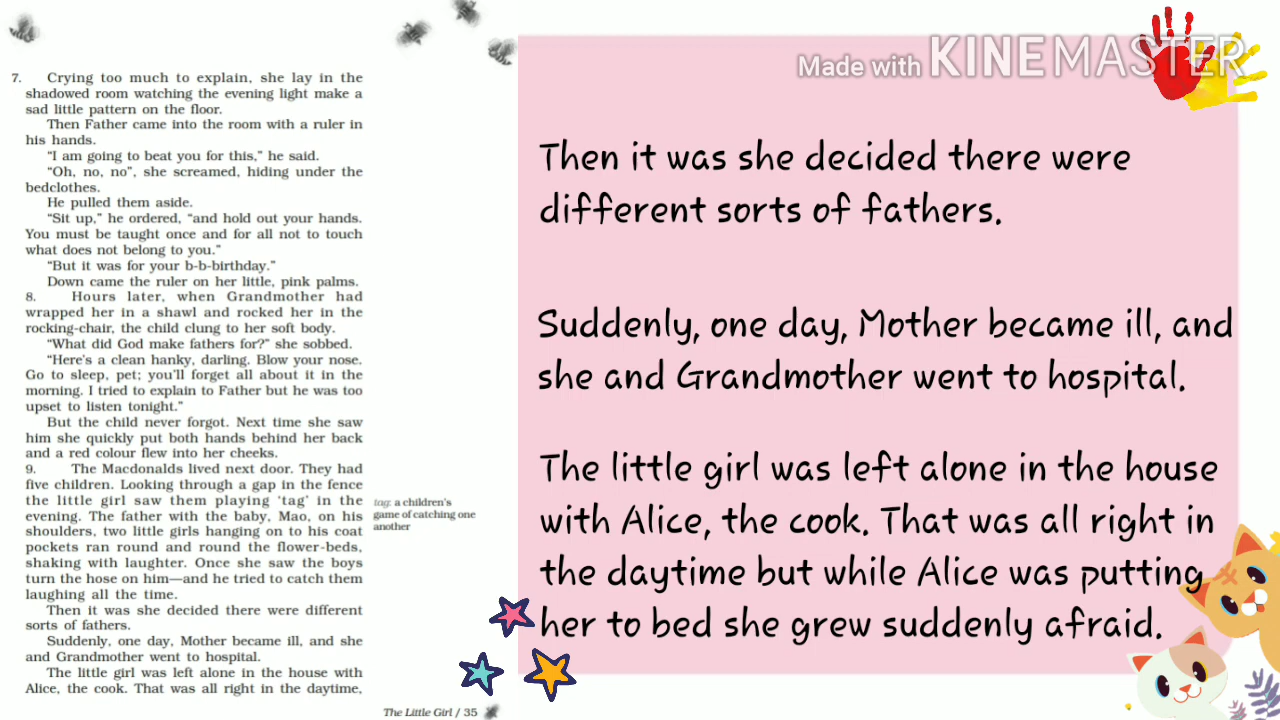 7. Crying too much to explain, she lay in the
shadowed room watching the evening light make a
sad little pattern on the floor.
Then Father came into the room with a ruler in
his hands.
“I am going to beat you for this,” he said.
“Oh, no, no”, she screamed, hiding under the
bedclothes.
He pulled them aside.
“Sit up,” he ordered, “and hold out your hands.
You must be taught once and for all not to touch
what does not belong to you.”
“But it was for your b-b-birthday.”
Down came the ruler on her little, pink palms.
8. Hours later, when Grandmother had
wrapped her in a shawl and rocked her in the
rocking-chair, the child clung to her soft body.
“What did God make fathers for?” she sobbed.
“Here’s a clean hanky, darling. Blow your nose.
Go to sleep, pet; you’ll forget all about it in the
morning. I tried to explain to Father but he was too
upset to listen tonight.”
But the child never forgot. Next time she saw
him she quickly put both hands behind her back
and a red colour flew into her cheeks.
9. The Macdonalds lived next door. They had
five children. Looking through a gap in the fence
the little girl saw them playing ‘tag’ in the
evening. The father with the baby, Mao, on his
shoulders, two little girls hanging on to his coat
pockets ran round and round the flower-beds,
shaking with laughter. Once she saw the boys
turn the hose on him—and he tried to catch them
laughing all the time.
Then it was she decided there were different
sorts of fathers.
Suddenly, one day, Mother became ill, and she
and Grandmother went to hospital.
The little girl was left alone in the house with
Alice, the cook. That was all right in the daytime,
tag: a children’s
game of catching one
another
The Little Girl / 35
Made with KINEMASTER
Then it was she decided there were
different sorts of fathers.
Suddenly, one day, Mother became ill, and
she and Grandmother went to hospital.
The little girl was left alone in the house
with Alice, the cook. That was all right in
the daytime but while Alice was putting
her to bed she grew suddenly afraid.